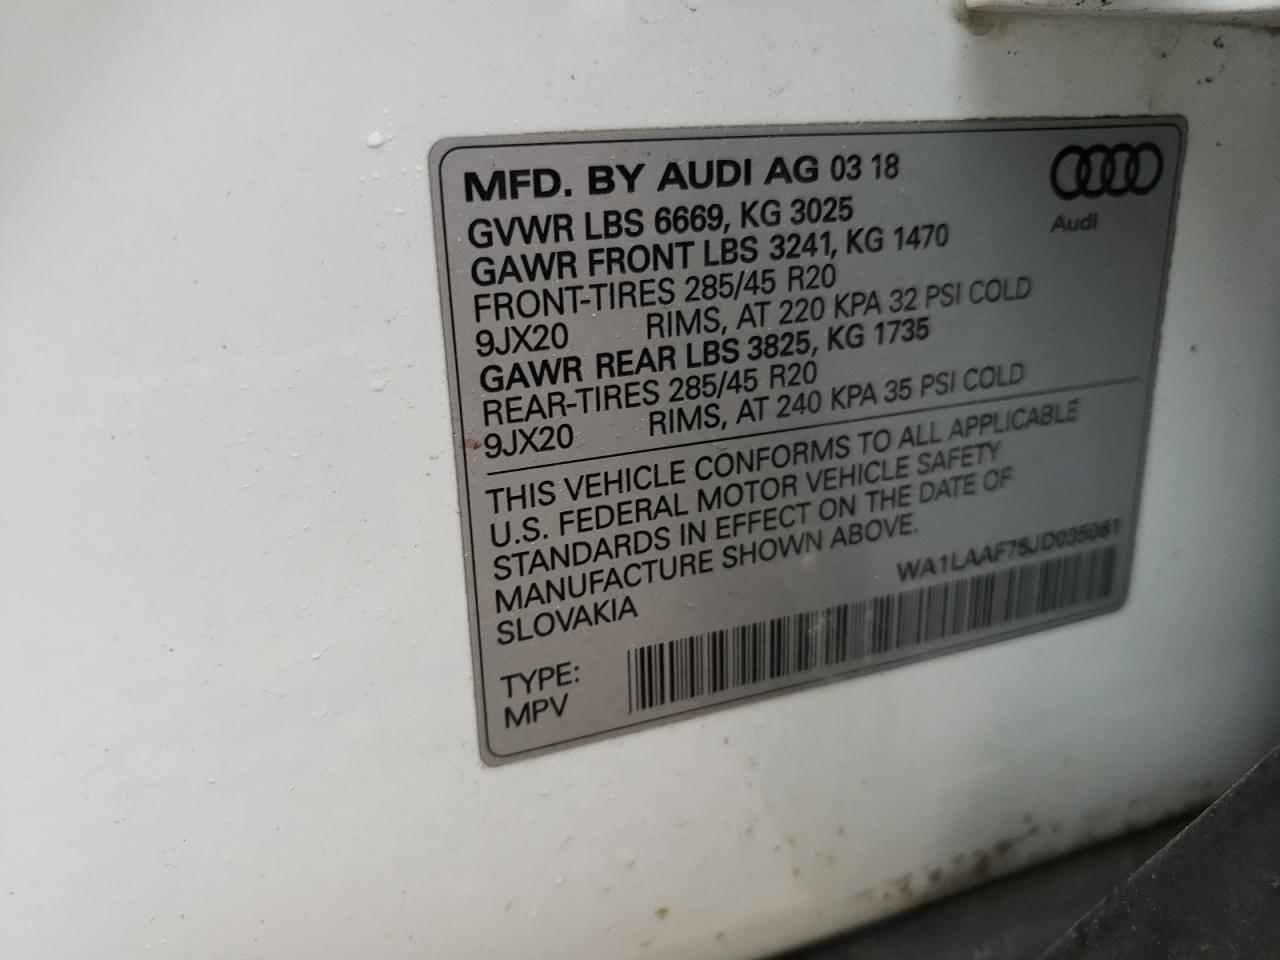 MFD. BY AUDI AG 03 18
Audi
GVWR LBS 6669, KG 3025
GAWR FRONT LBS 3241, KG 1470
FRONT-TIRES 285/45 R20
9JX20 RIMS, AT 220 KPA 32 PSI COLD
GAWR REAR LBS 3825, KG 1735
REAR-TIRES 285/45 R20
9JX20 RIMS, AT 240 KPA 35 PSI COLD
THIS VEHICLE CONFORMS TO ALL APPLICABLE
U.S. FEDERAL MOTOR VEHICLE SAFETY
STANDARDS IN EFFECT ON THE DATE OF
MANUFACTURE SHOWN ABOVE.
SLOVAKIA
WA1LAAF75JD035081
TYPE:
MPV